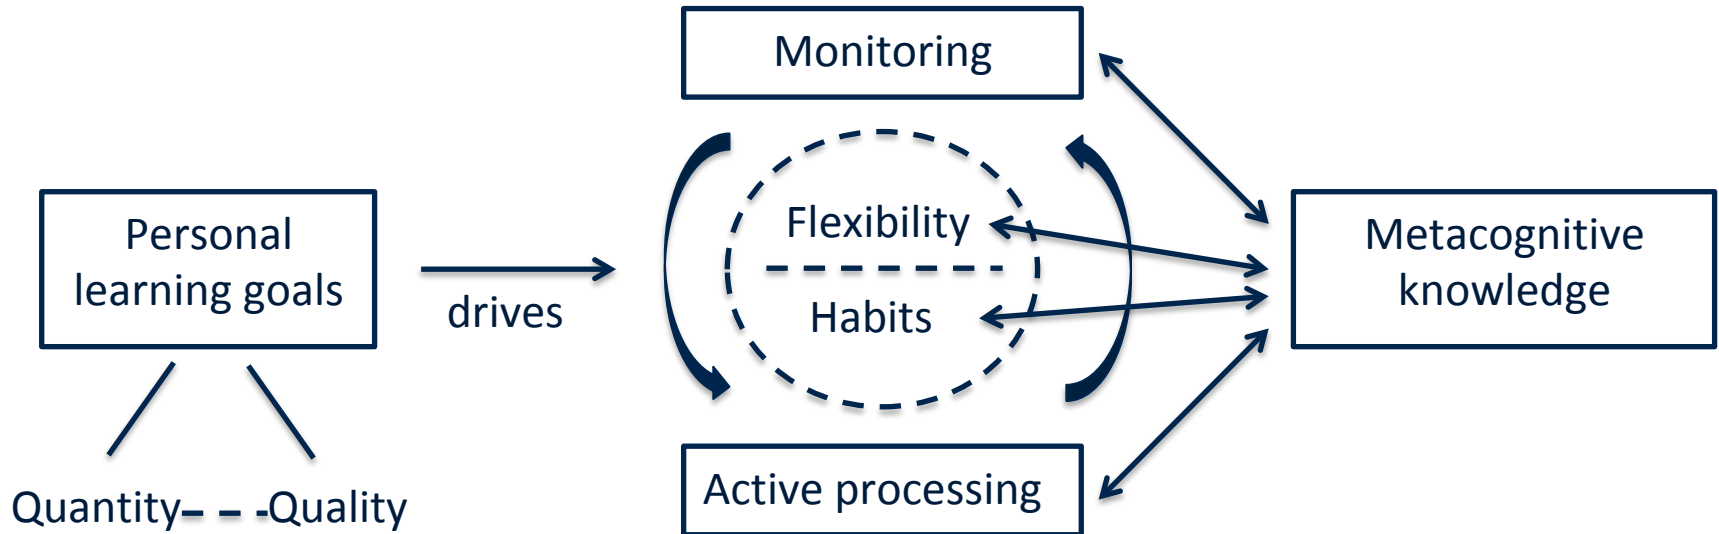 Monitoring
Personal
learning goals
drives
Flexibility
Habits
Metacognitive
knowledge
Active processing
Quantity
Quality